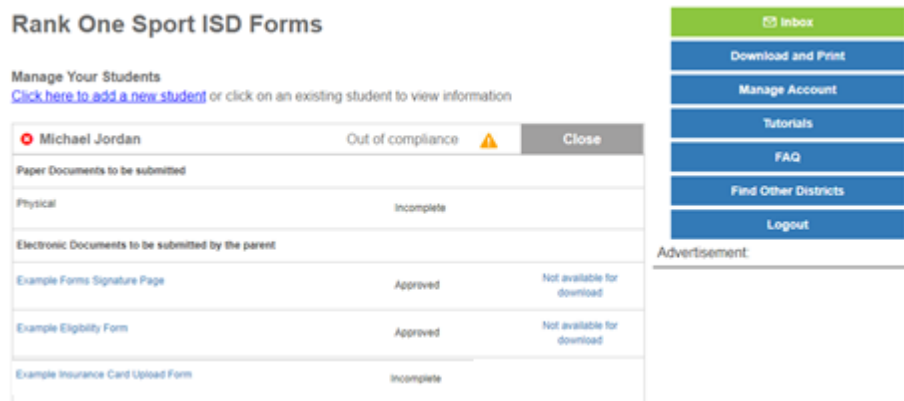 Rank One Sport ISD Forms
Manage Your Students
Click here to add a new student or click on an existing student to view information
Michael Jordan Out of compliance Close
Paper Documents to be submitted
Physical Incomplete
Electronic Documents to be submitted by the parent
Example Forms Signature Page Approved Not available for
download
Example Eligibility Form Approved Not available for
download
Example Insurance Card Upload Form Incomplete
Inbox
Download and Print
Manage Account
Tutorials
FAQ
Find Other Districts
Logout
Advertisement: